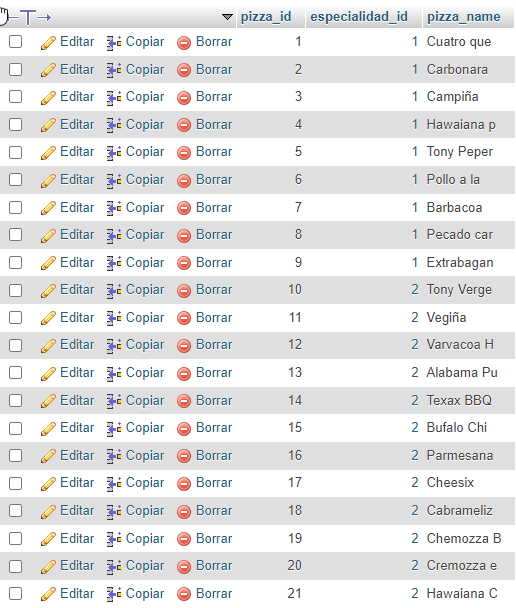 pizza_id especialidad_id pizza_name
Editar Copiar Borrar 1 1 Cuatro que
Editar Copiar Borrar 2 1 Carbonara
Editar Copiar Borrar 3 1 Campiña
Editar Copiar Borrar 4 1 Hawaiana p
Editar Copiar Borrar 5 1 Tony Peper
Editar Copiar Borrar 6 1 Pollo a la
Editar Copiar Borrar 7 1 Barbacoa
Editar Copiar Borrar 8 1 Pecado car
Editar Copiar Borrar 9 1 Extrabagan
Editar Copiar Borrar 10 2 Tony Verge
Editar Copiar Borrar 11 2 Vegiña
Editar Copiar Borrar 12 2 Varvacoa H
Editar Copiar Borrar 13 2 Alabama Pu
Editar Copiar Borrar 14 2 Texax BBQ
Editar Copiar Borrar 15 2 Bufalo Chi
Editar Copiar Borrar 16 2 Parmesana
Editar Copiar Borrar 17 2 Cheesix
Editar Copiar Borrar 18 2 Cabrameliz
Editar Copiar Borrar 19 2 Chemozza B
Editar Copiar Borrar 20 2 Cremozza e
Editar Copiar Borrar 21 2 Hawaiana C